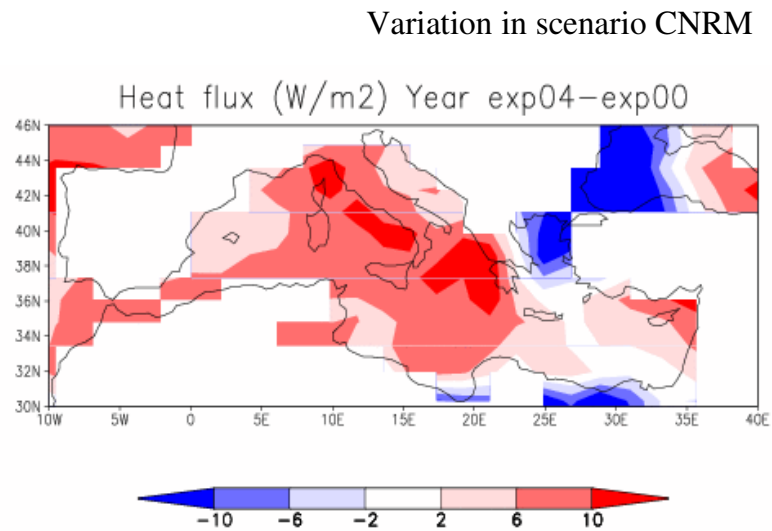 Variation in scenario CNRM
Heat flux (W/m2) Year exp04-exp00
46N
44N
42N
40N
38N
36N
34N
32N
30N
10W 5W 0 5E 10E 15E 20E 25E 30E 35E 40E
-10 -6 -2 2 6 10